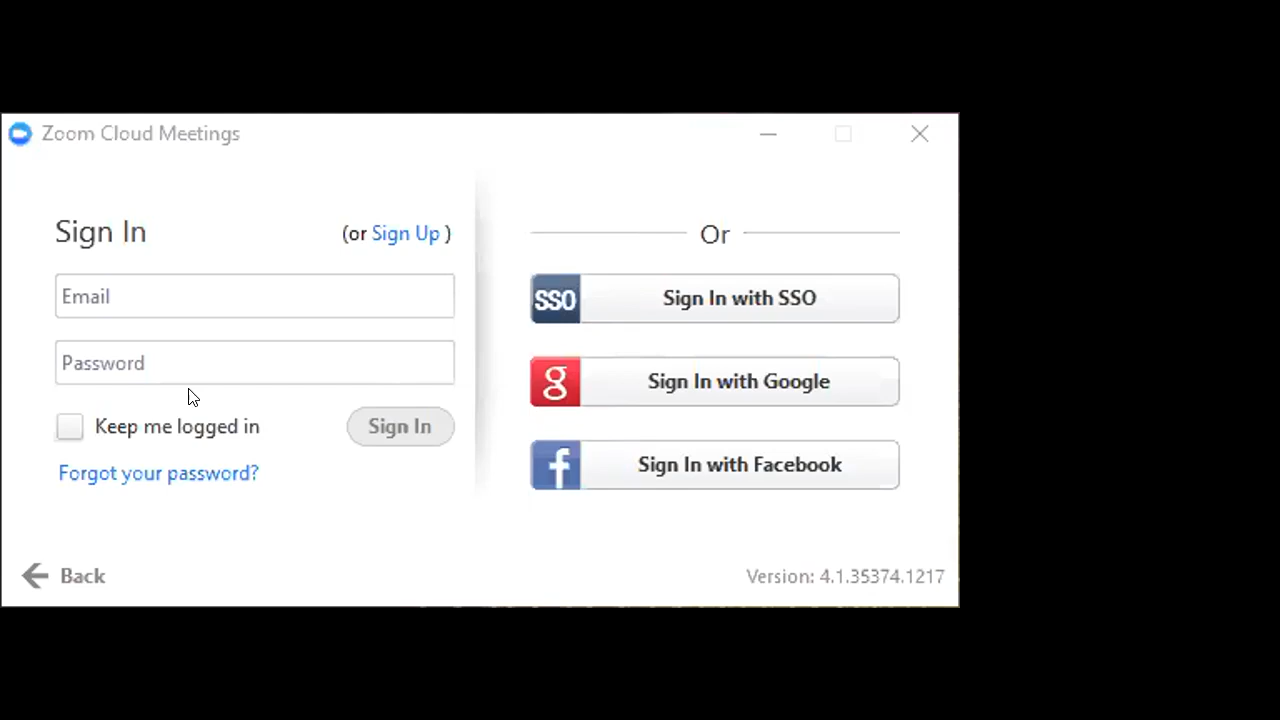 Zoom Cloud Meetings
Sign In (or Sign Up )
Email
Password
Keep me logged in Sign In
Forgot your password?
Or
SSO Sign In with SSO
g Sign In with Google
f Sign In with Facebook
Back
Version: 4.1.35374.1217